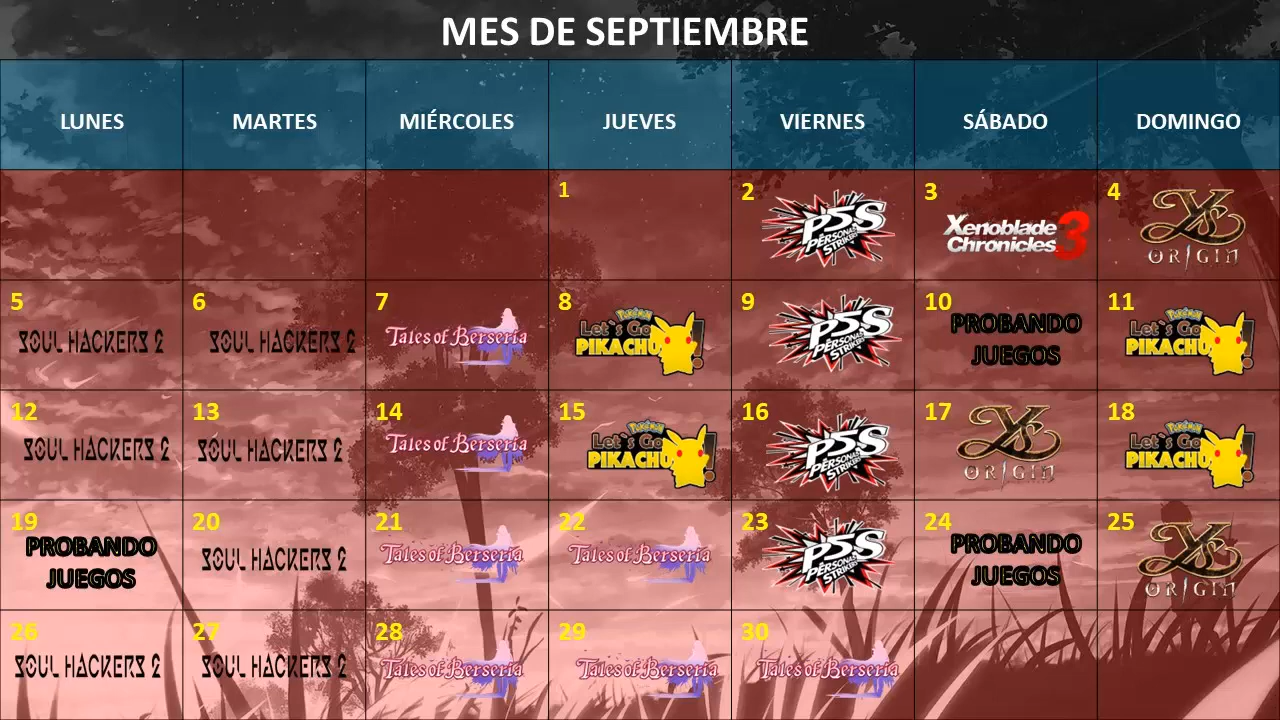 MES DE SEPTIEMBRE
LUNES MARTES MIÉRCOLES JUEVES VIERNES SÁBADO DOMINGO
1
2
P5S
PERSONA5
STRIKERS
3
Xenoblade
Chronicles 3
4
Ys
ORIGIN
5
SOUL HACKERS 2
6
SOUL HACKERS 2
7
Tales of Berseria
8
Pokémon
Let`s Go
PIKACHU!
9
P5S
PERSONA5
STRIKERS
10
PROBANDO
JUEGOS
11
Pokémon
Let`s Go
PIKACHU!
12
SOUL HACKERS 2
13
SOUL HACKERS 2
14
Tales of Berseria
15
Pokémon
Let`s Go
PIKACHU!
16
P5S
PERSONA5
STRIKERS
17
Ys
ORIGIN
18
Pokémon
Let`s Go
PIKACHU!
19
PROBANDO
JUEGOS
20
SOUL HACKERS 2
21
Tales of Berseria
22
Tales of Berseria
23
P5S
PERSONA5
STRIKERS
24
PROBANDO
JUEGOS
25
Ys
ORIGIN
26
SOUL HACKERS 2
27
SOUL HACKERS 2
28
Tales of Berseria
29
Tales of Berseria
30
Tales of Berseria